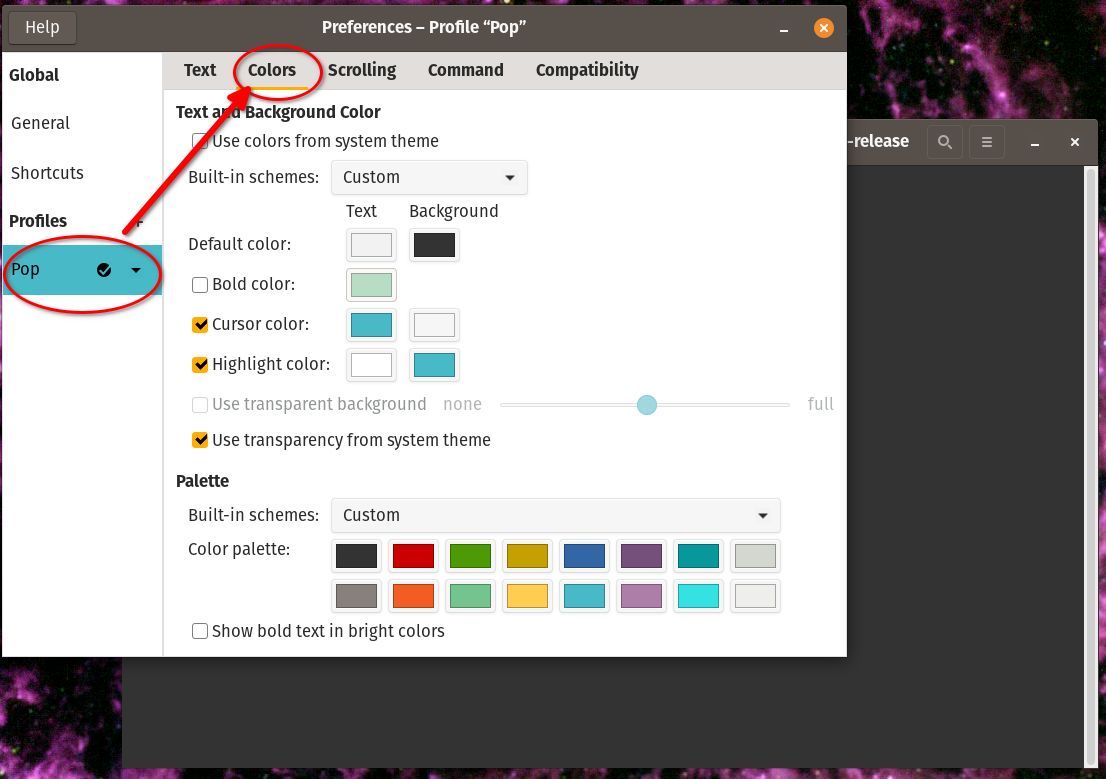 Help
Preferences – Profile “Pop”
Global
General
Shortcuts
Profiles
Pop
Text Colors Scrolling Command Compatibility
Text and Background Color
Use colors from system theme
Built-in schemes: Custom
Text Background
Default color:
Bold color:
Cursor color:
Highlight color:
Use transparent background none full
Use transparency from system theme
Palette
Built-in schemes: Custom
Color palette:
Show bold text in bright colors
-release